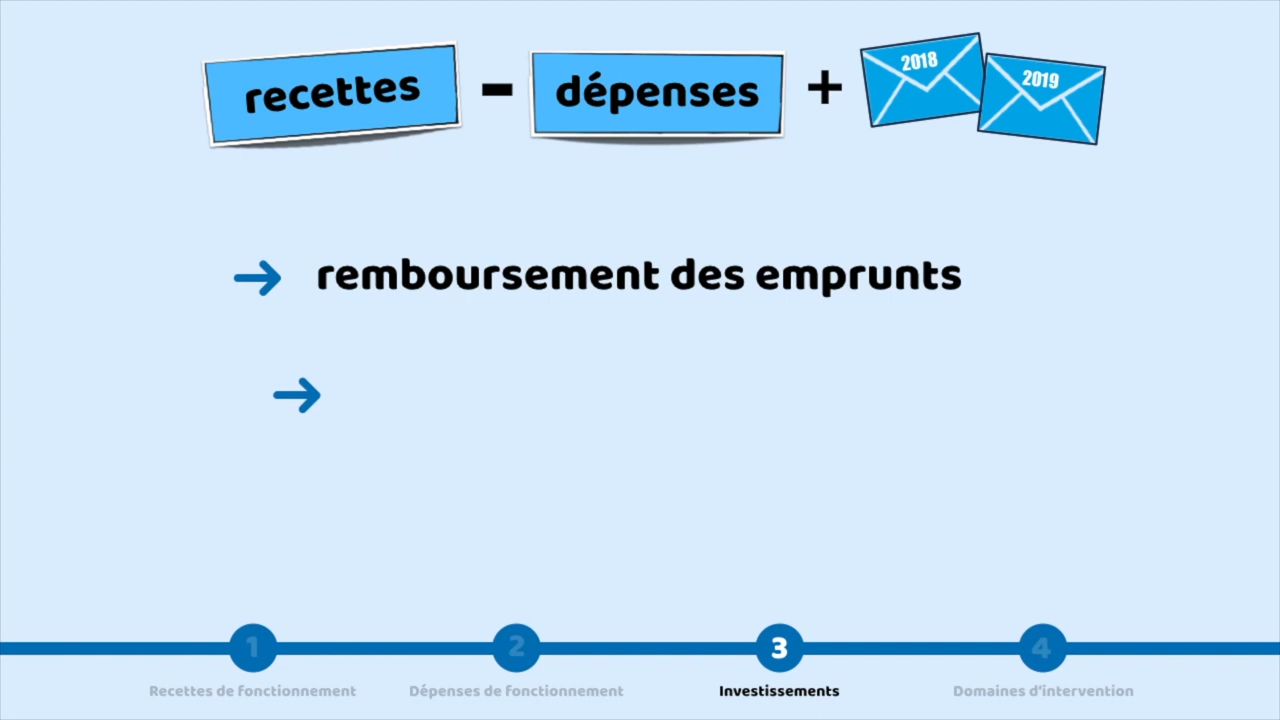 recettes - dépenses + 2018 2019
remboursement des emprunts
1 2 3 4
Recettes de fonctionnement Dépenses de fonctionnement Investissements Domaines d'intervention